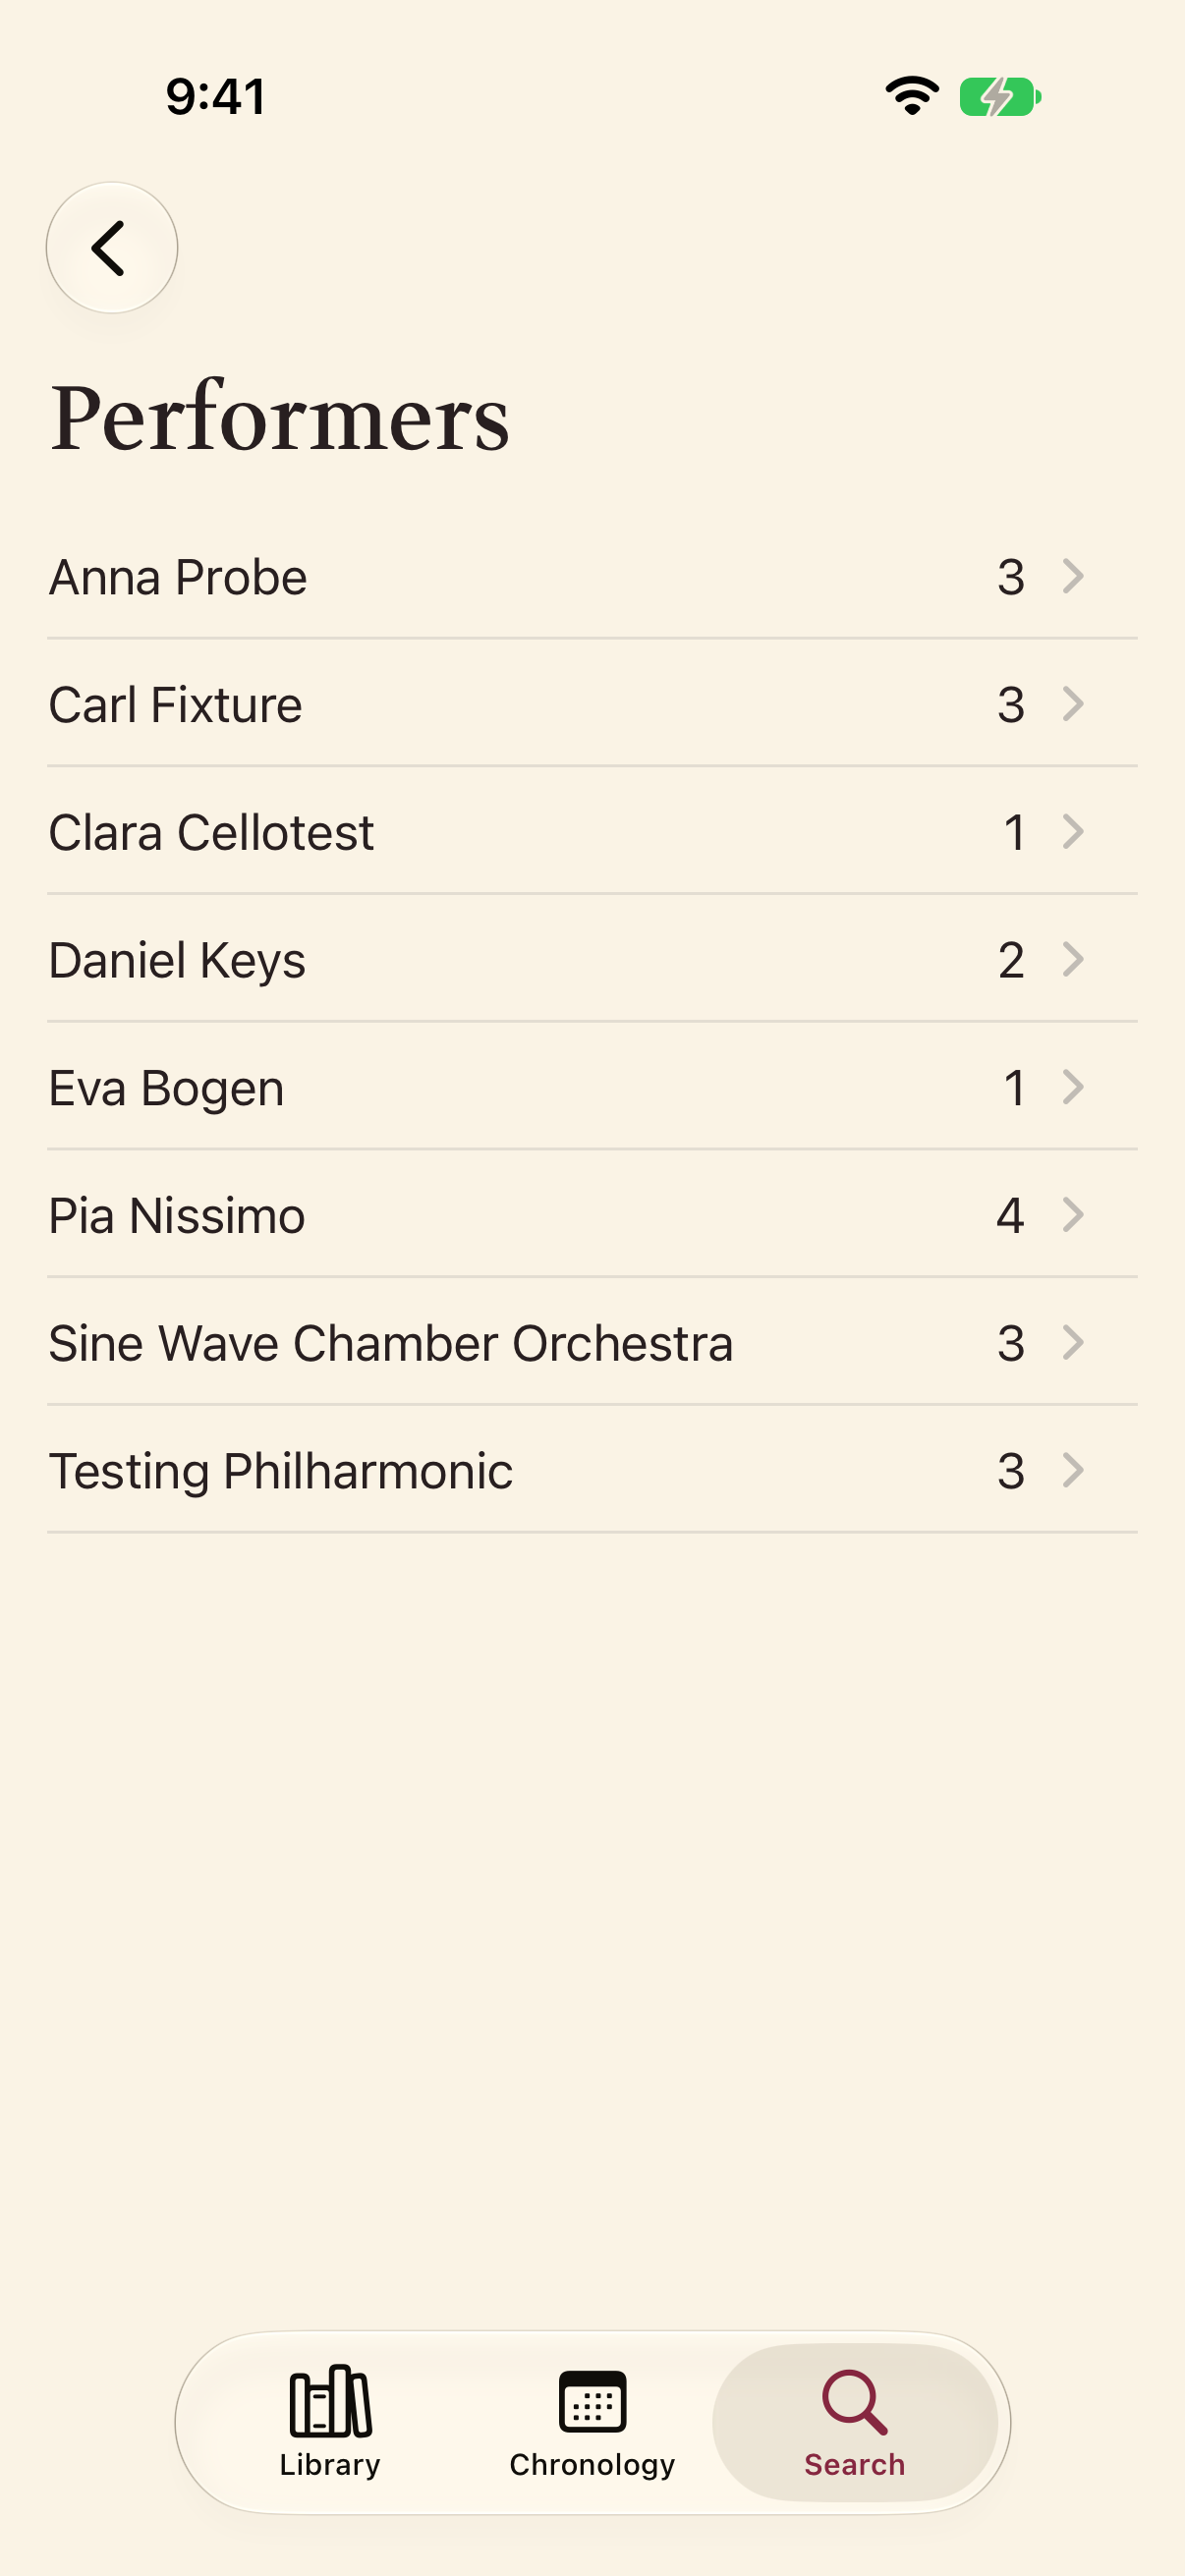 9:41
Performers
Anna Probe 3
Carl Fixture 3
Clara Cellotest 1
Daniel Keys 2
Eva Bogen 1
Pia Nissimo 4
Sine Wave Chamber Orchestra 3
Testing Philharmonic 3
Library Chronology Search